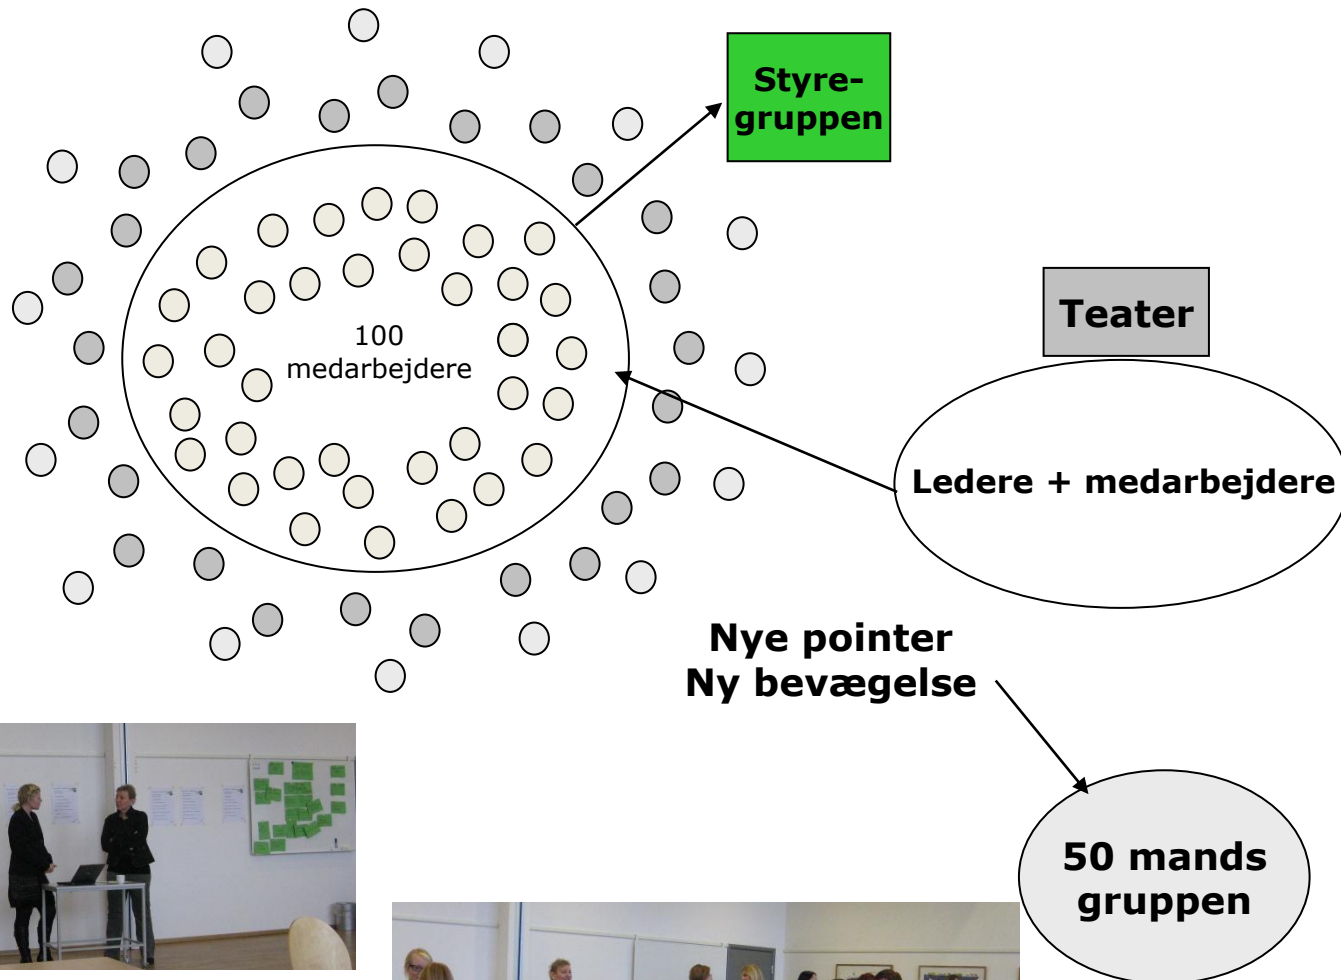 Styre-
gruppen
100
medarbejdere
Teater
Ledere + medarbejdere
Nye pointer
Ny bevægelse
50 mands
gruppen